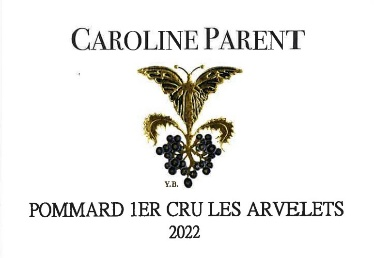 CAROLINE PARENT
Y.B.
POMMARD 1ER CRU LES ARVELETS
2022